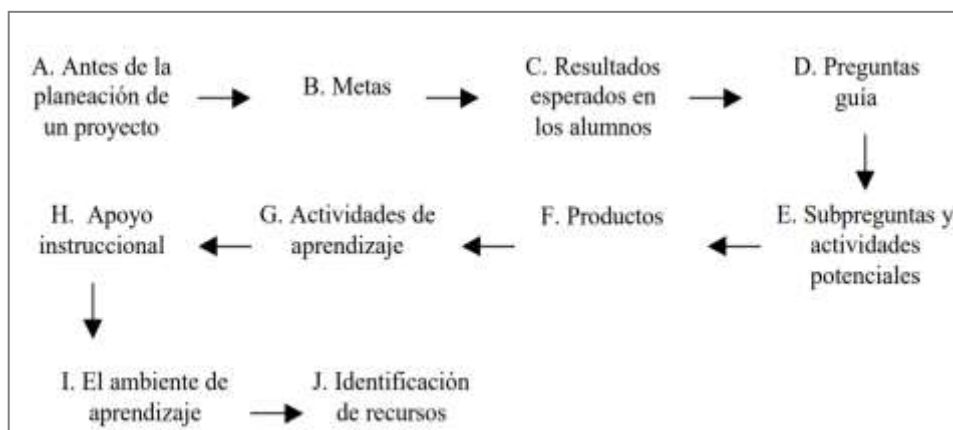 A. Antes de la
planeación de
un proyecto
B. Metas
C. Resultados
esperados en
los alumnos
D. Preguntas
guía
E. Subpreguntas y
actividades
potenciales
F. Productos
G. Actividades de
aprendizaje
H. Apoyo
instruccional
I. El ambiente de
aprendizaje
J. Identificación
de recursos